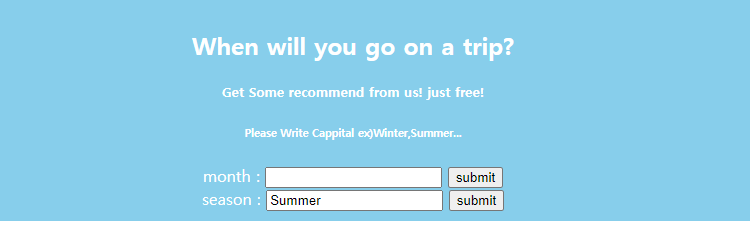 When will you go on a trip?
Get Some recommend from us! just free!
Please Write Cappital ex)Winter,Summer...
month : submit
season : Summer submit